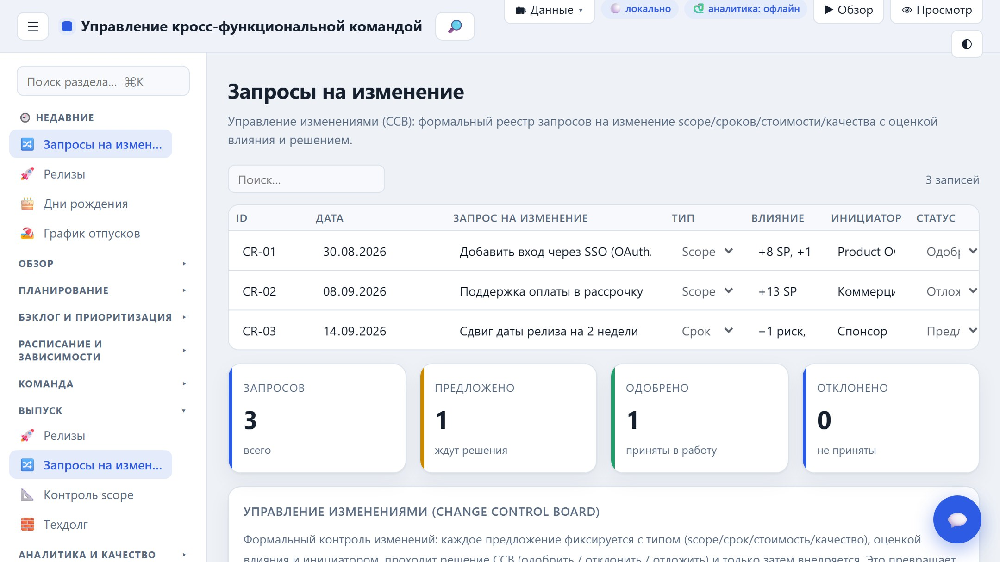 ☰ Управление кросс-функциональной командой
Данные ▾
локально
аналитика: офлайн
▶ Обзор
Просмотр
Поиск раздела... ⌘K
НЕДАВНИЕ
Запросы на измен...
Релизы
Дни рождения
График отпусков
ОБЗОР ▸
ПЛАНИРОВАНИЕ ▸
БЭКЛОГ И ПРИОРИТИЗАЦИЯ ▸
РАСПИСАНИЕ И
ЗАВИСИМОСТИ ▸
КОМАНДА ▸
ВЫПУСК ▾
Релизы
Запросы на измен...
Контроль scope
Техдолг
АНАЛИТИКА И КАЧЕСТВО ▸
Запросы на изменение
Управление изменениями (CCB): формальный реестр запросов на изменение scope/сроков/стоимости/качества с оценкой
влияния и решением.
Поиск...
3 записей
ID ДАТА ЗАПРОС НА ИЗМЕНЕНИЕ ТИП ВЛИЯНИЕ ИНИЦИАТОР СТАТУС
CR-01 30.08.2026 Добавить вход через SSO (OAuth. Scope +8 SP, +1 Product Ov Одобр
CR-02 08.09.2026 Поддержка оплаты в рассрочку Scope +13 SP Коммерци Отлож
CR-03 14.09.2026 Сдвиг даты релиза на 2 недели Срок −1 риск, Спонсор Предл
ЗАПРОСОВ
3
всего
ПРЕДЛОЖЕНО
1
ждут решения
ОДОБРЕНО
1
приняты в работу
ОТКЛОНЕНО
0
не приняты
УПРАВЛЕНИЕ ИЗМЕНЕНИЯМИ (CHANGE CONTROL BOARD)
Формальный контроль изменений: каждое предложение фиксируется с типом (scope/срок/стоимость/качество), оценкой
влияния и инициатором, проходит решение CCB (одобрить / отклонить / отложить) и только затем внедряется. Это превращает